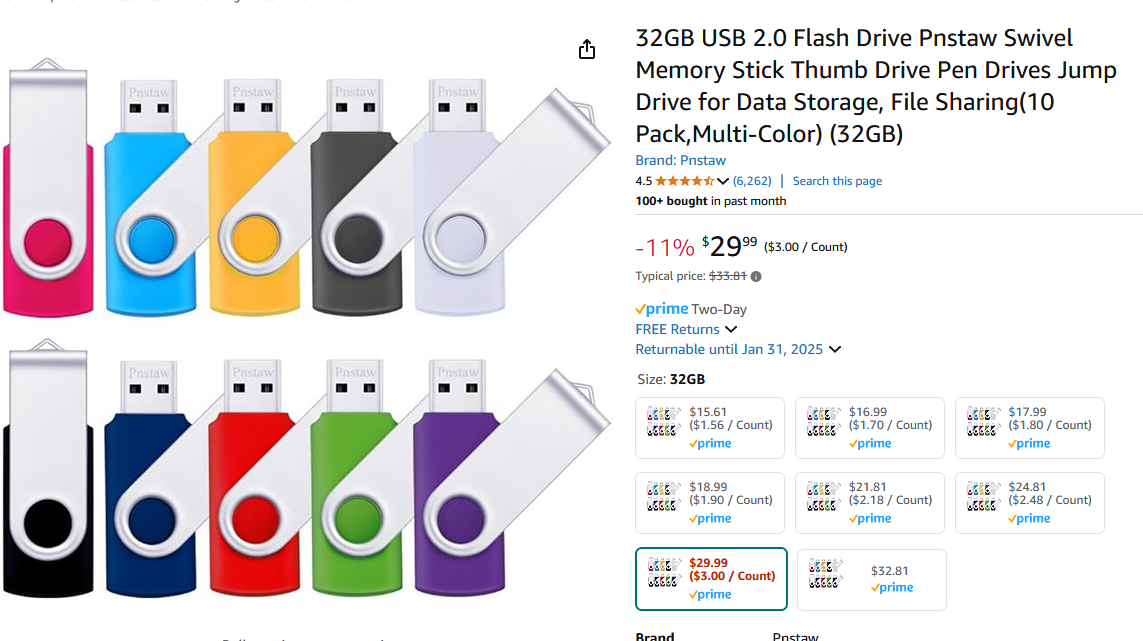 32GB USB 2.0 Flash Drive Pnstaw Swivel
Memory Stick Thumb Drive Pen Drives Jump
Drive for Data Storage, File Sharing(10
Pack,Multi-Color) (32GB)
Brand: Pnstaw
4.5 (6,262) | Search this page
100+ bought in past month
-11% $29.99 ($3.00 / Count)
Typical price: $33.81
prime Two-Day
FREE Returns
Returnable until Jan 31, 2025
Size: 32GB
$15.61
($1.56 / Count)
prime
$16.99
($1.70 / Count)
prime
$17.99
($1.80 / Count)
prime
$18.99
($1.90 / Count)
prime
$21.81
($2.18 / Count)
prime
$24.81
($2.48 / Count)
prime
$29.99
($3.00 / Count)
prime
$32.81
prime
Brand Pnstaw
Pnstaw Pnstaw Pnstaw Pnstaw
Pnstaw Pnstaw Pnstaw Pnstaw